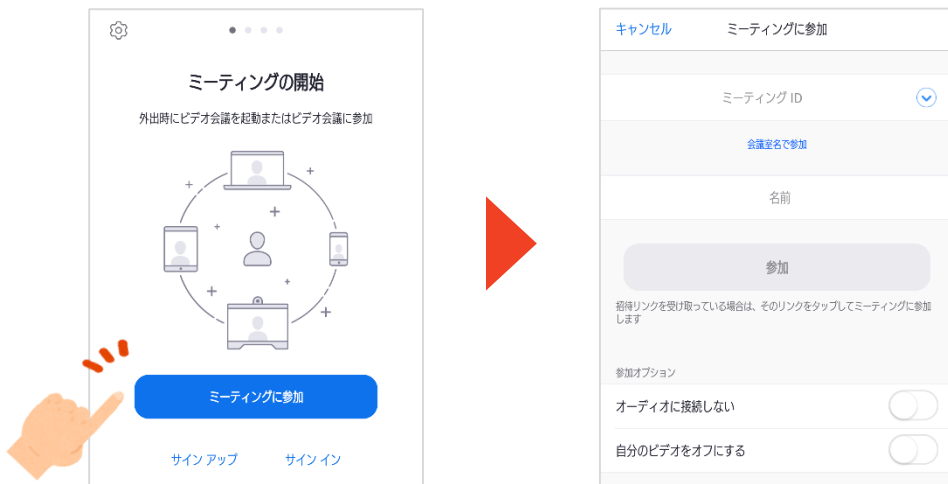 ミーティングの開始
外出時にビデオ会議を起動またはビデオ会議に参加
ミーティングに参加
サイン アップ サイン イン
キャンセル ミーティングに参加
ミーティング ID
会議室名で参加
名前
参加
招待リンクを受け取っている場合は、そのリンクをタップしてミーティングに参加
します
参加オプション
オーディオに接続しない
自分のビデオをオフにする